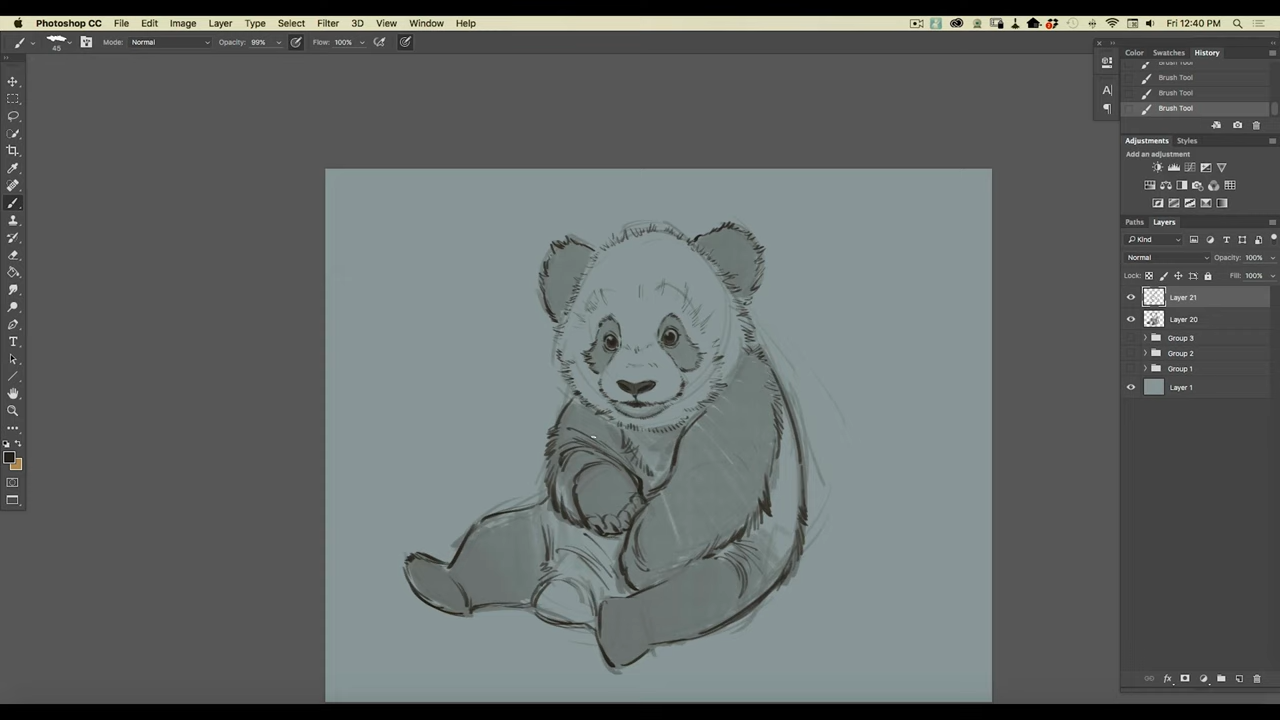 Photoshop CC File Edit Image Layer Type Select Filter 3D View Window Help Fri 12:40 PM
45 Mode: Normal Opacity: 99% Flow: 100%
Color Swatches History
Brush Tool
Brush Tool
Brush Tool
Brush Tool
Adjustments Styles
Add an adjustment
Paths Layers
Kind
Normal Opacity: 100%
Lock: Fill: 100%
Layer 21
Layer 20
Group 3
Group 2
Group 1
Layer 1